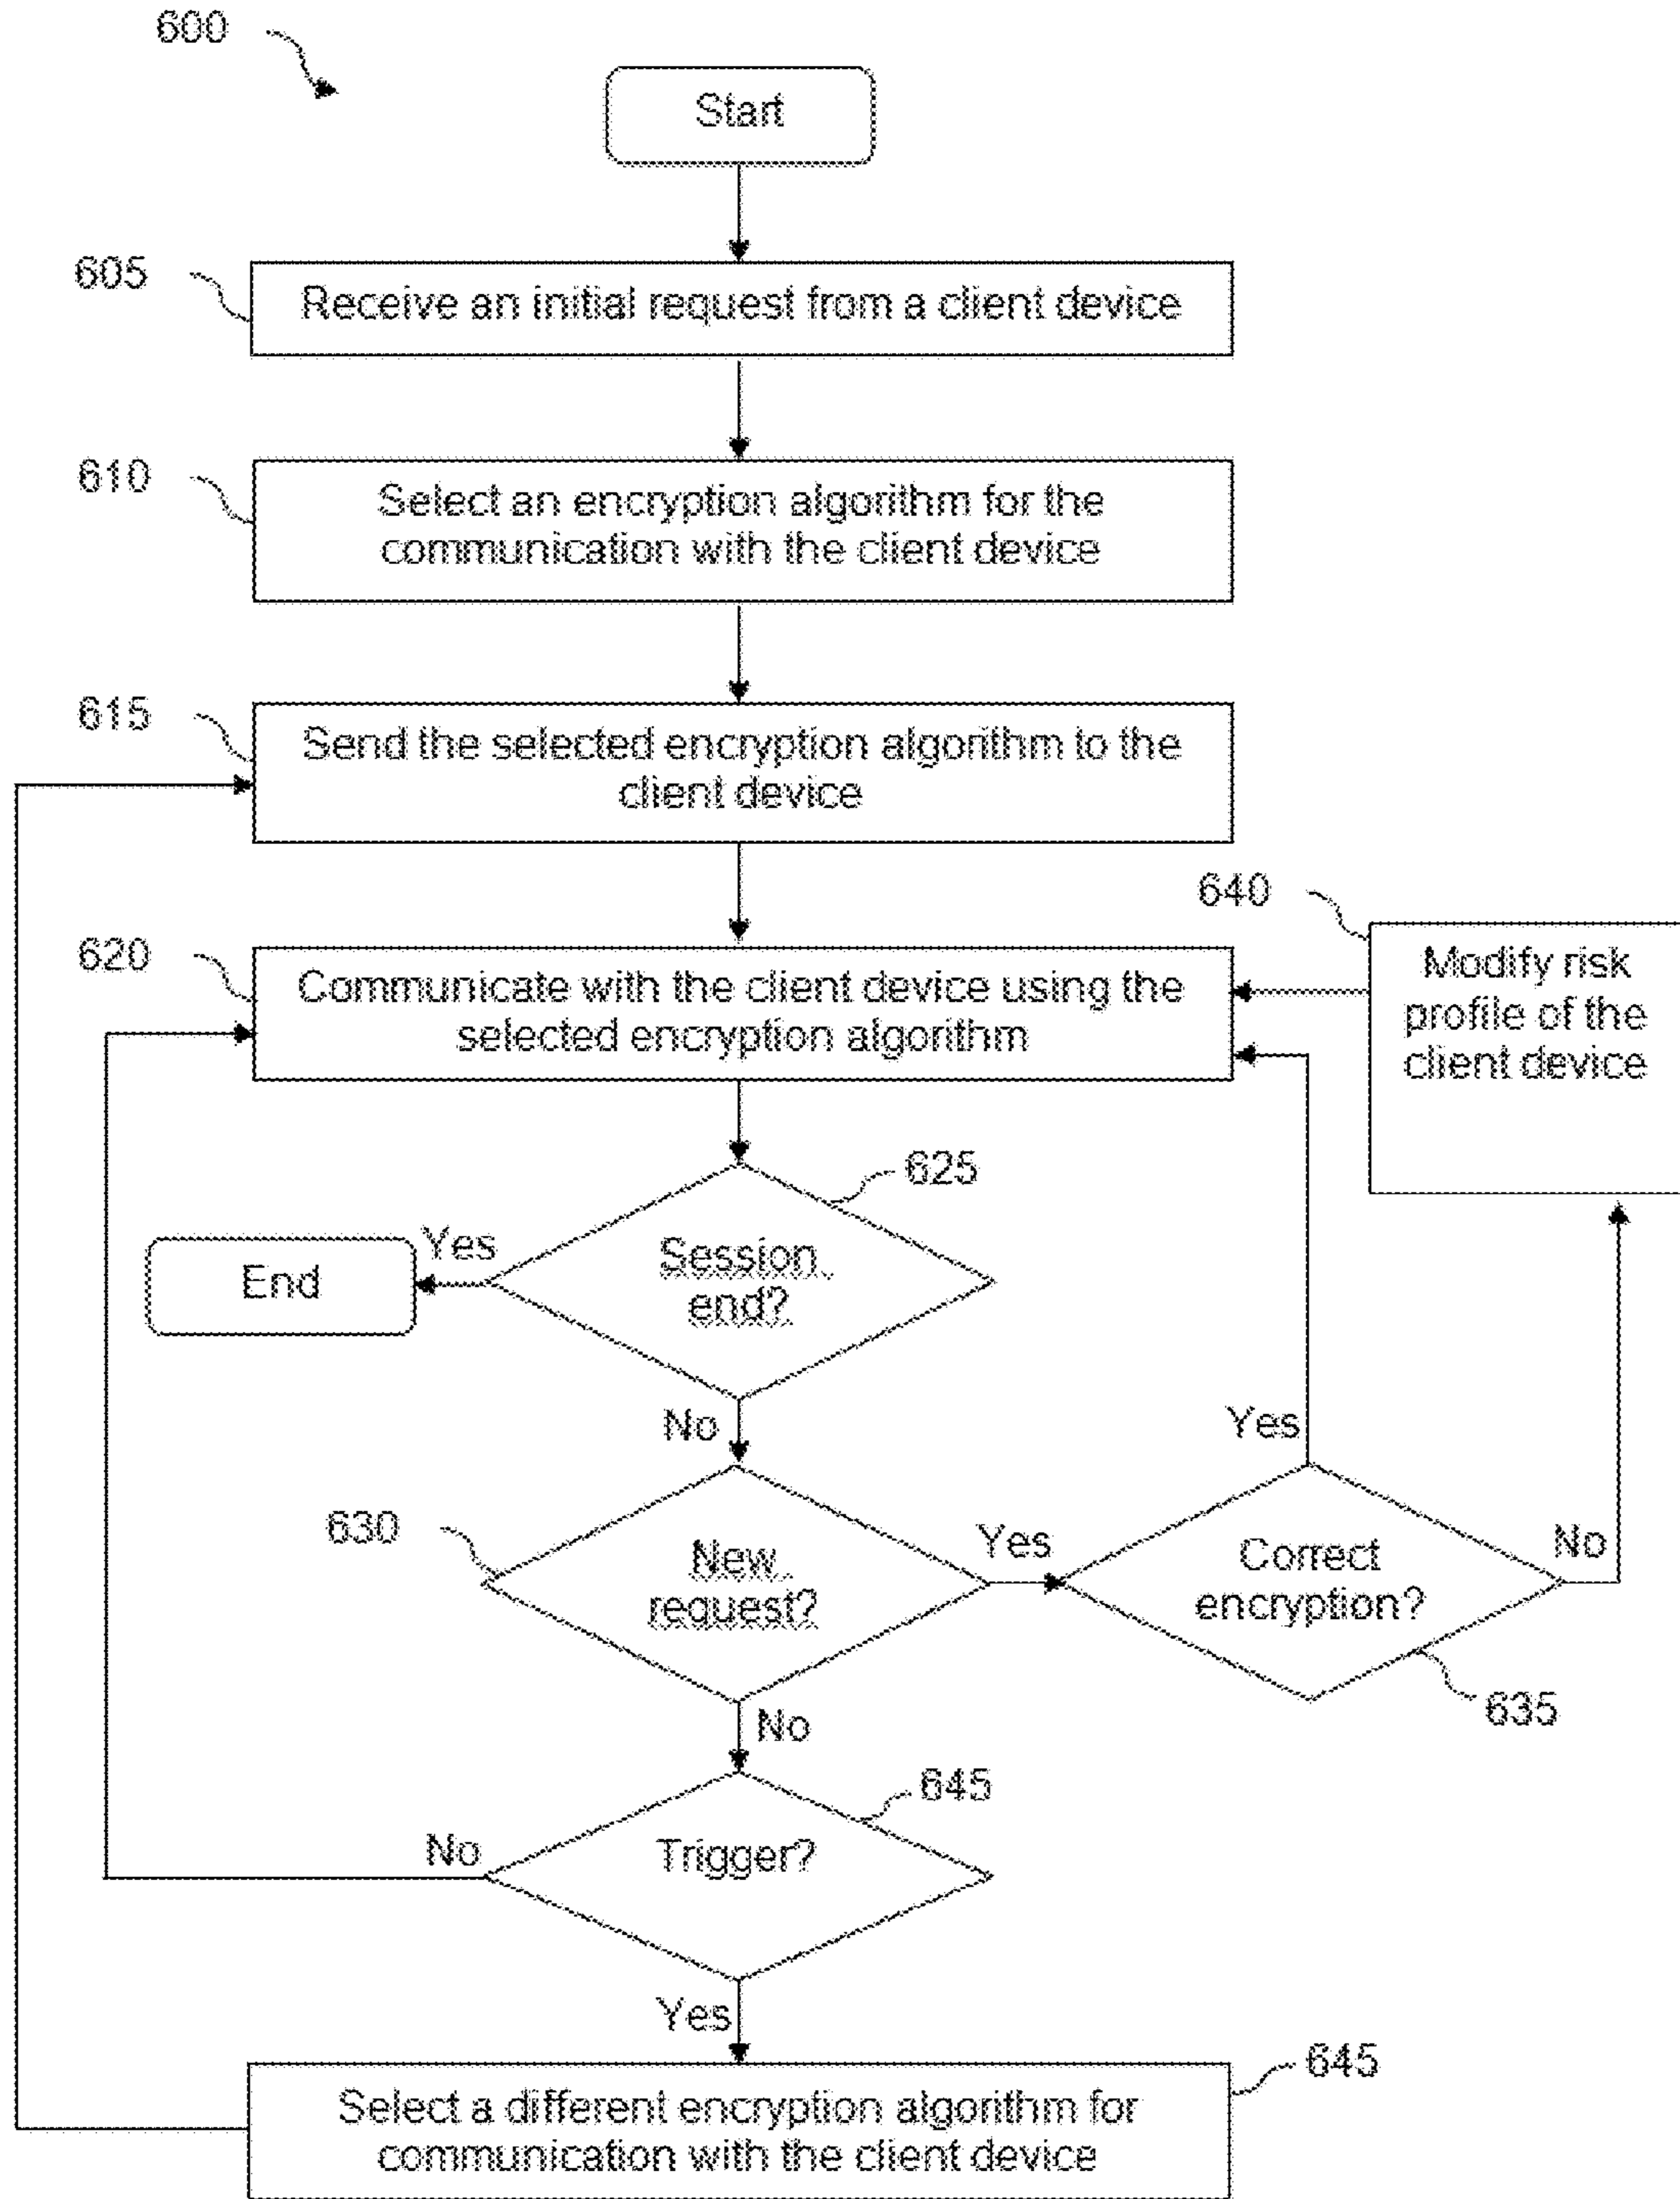 600
Start
605
Receive an initial request from a client device
610
Select an encryption algorithm for the
communication with the client device
615
Send the selected encryption algorithm to the
client device
640
Modify risk
profile of the
client device
620
Communicate with the client device using the
selected encryption algorithm
625
Session
end?
Yes
End
No
Yes
630
New
request?
Yes
Correct
encryption?
No
635
No
645
Trigger?
No
Yes
645
Select a different encryption algorithm for
communication with the client device